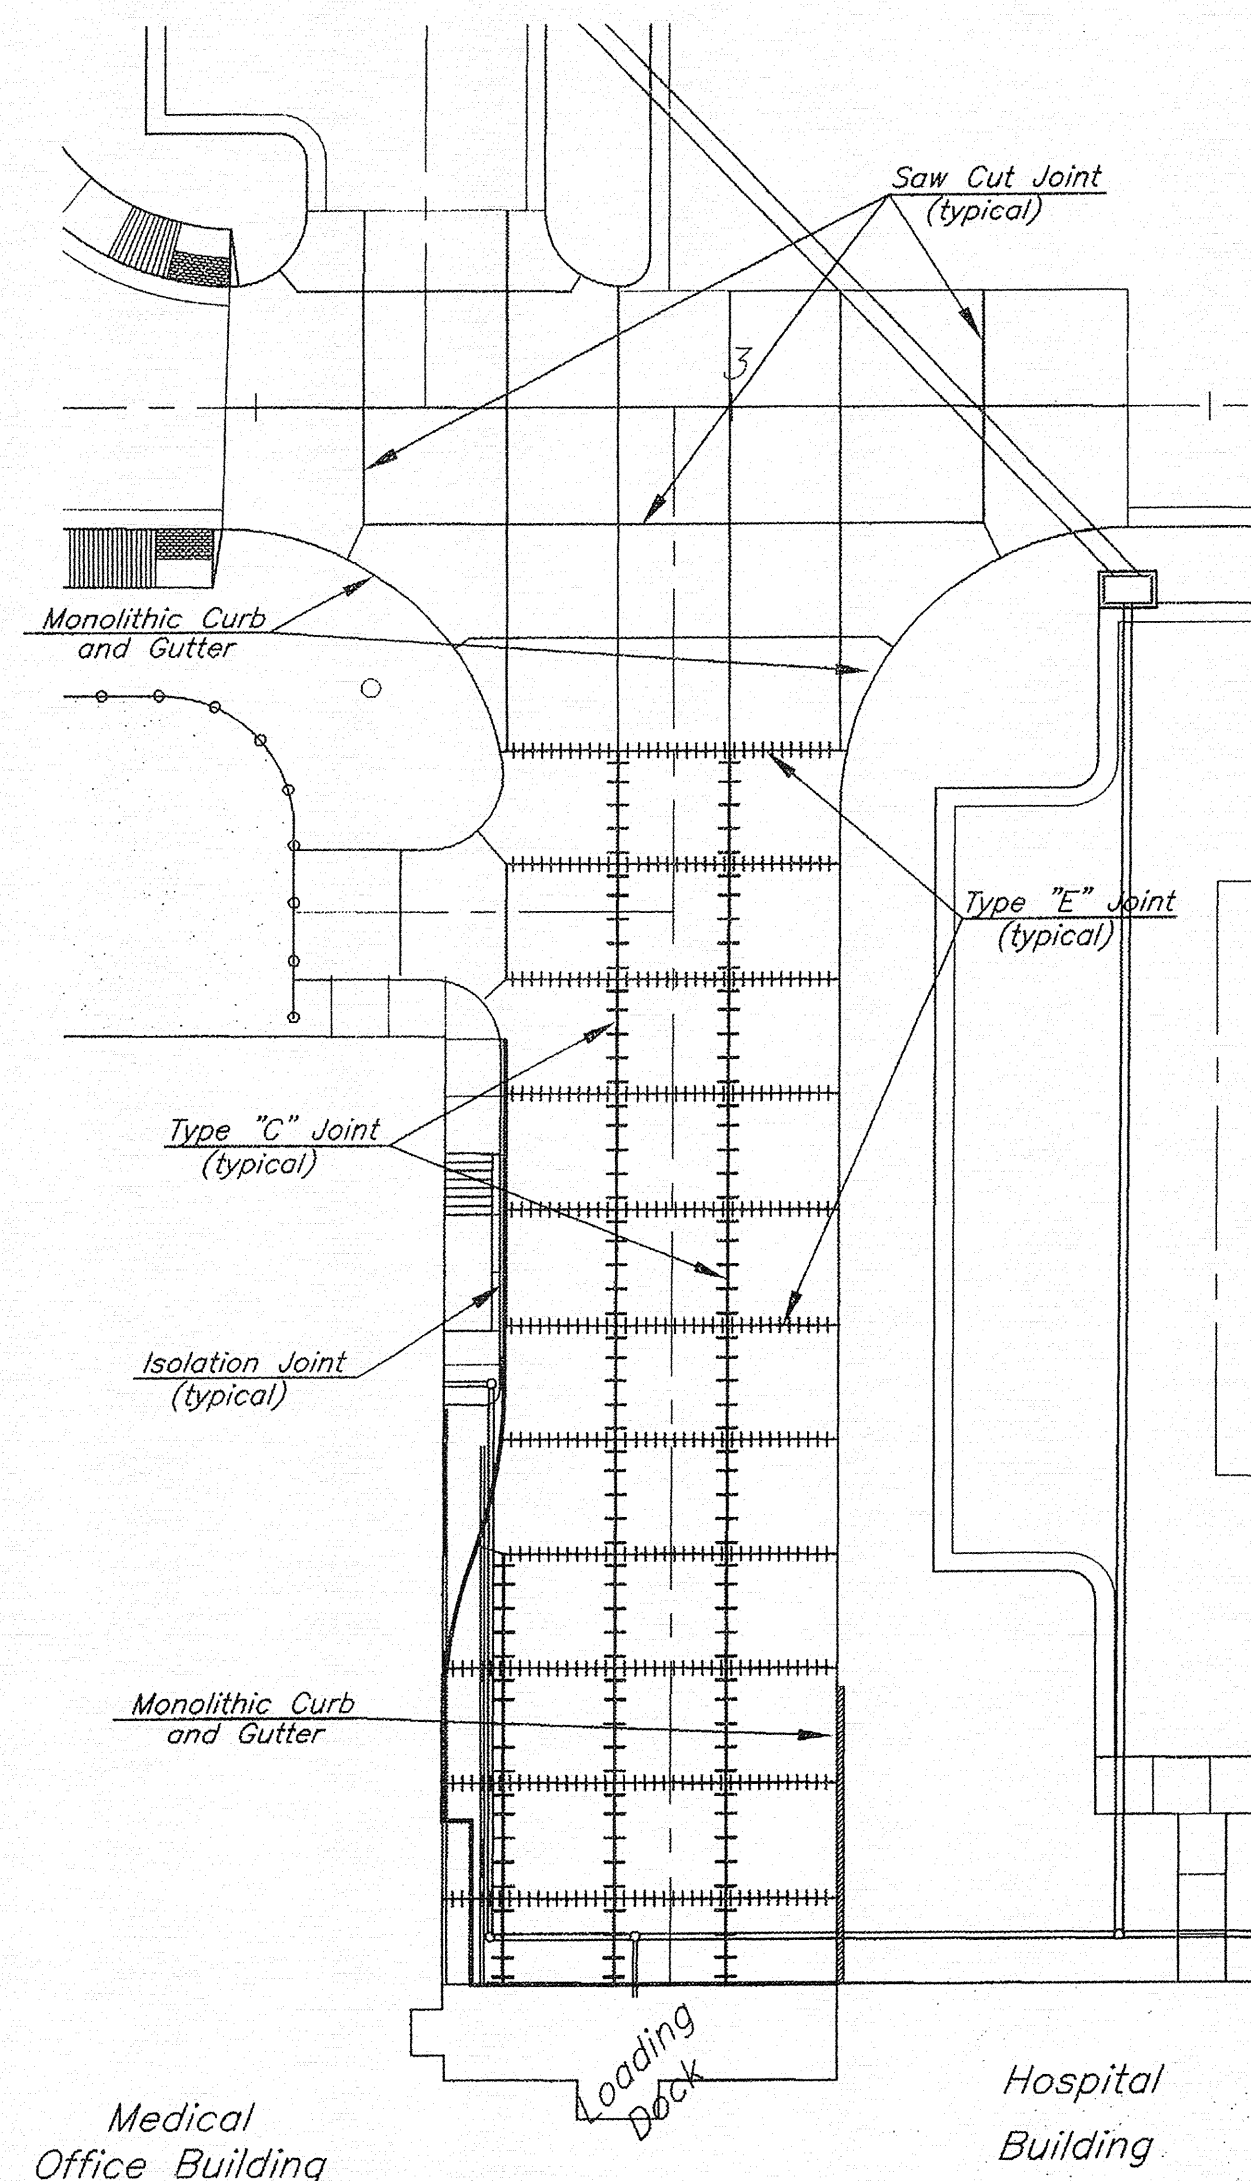 Saw Cut Joint
(typical)
3
Monolithic Curb
and Gutter
Type "E" Joint
(typical)
Type "C" Joint
(typical)
Isolation Joint
(typical)
Monolithic Curb
and Gutter
Loading
Dock
Hospital
Building
Medical
Office Building